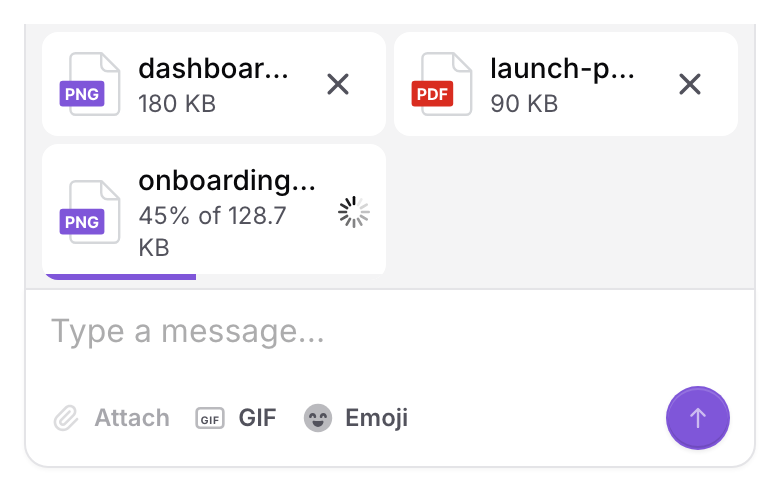 dashboar...
PNG
180 KB
launch-p...
PDF
90 KB
onboarding...
PNG
45% of 128.7
KB
Type a message...
Attach
GIF
GIF
Emoji